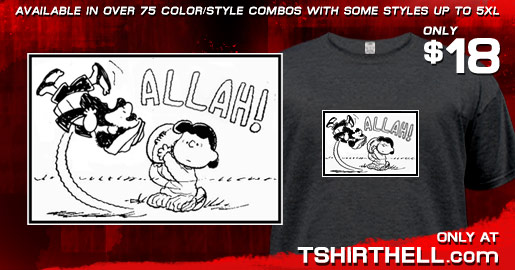 AVAILABLE IN OVER 75 COLOR/STYLE COMBOS WITH SOME STYLES UP TO 5XL
ONLY
$18
ALLAH!
ALLAH!
ONLY AT
TSHIRTHELL.com